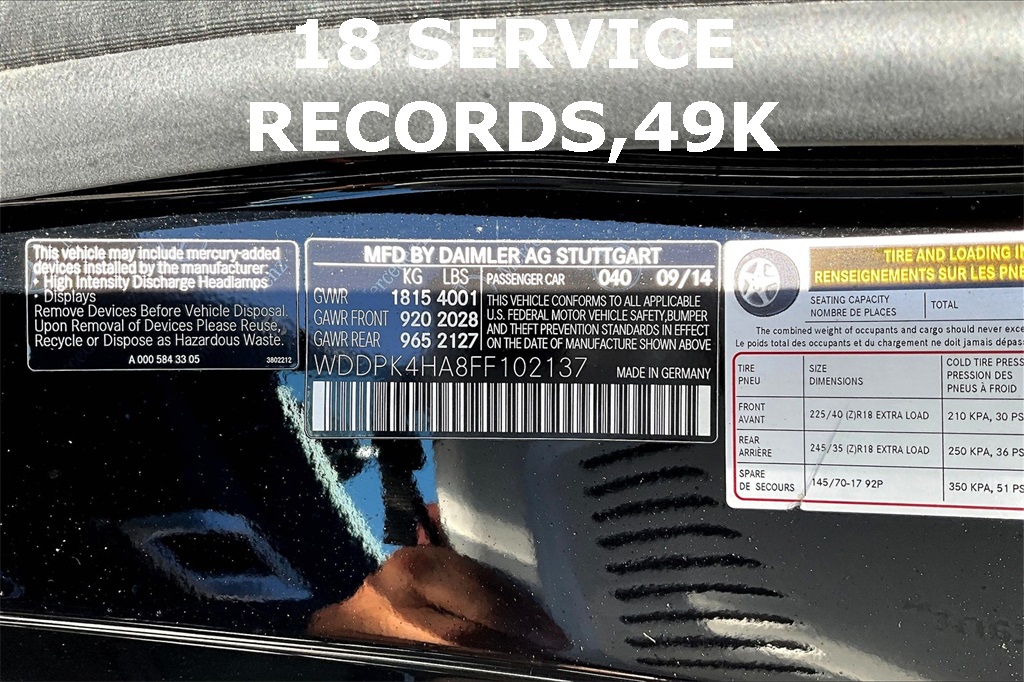 18 SERVICE
RECORDS,49K
This vehicle may include mercury-added
devices installed by the manufacturer:
• High Intensity Discharge Headlamps
• Displays
Remove Devices Before Vehicle Disposal.
Upon Removal of Devices Please Reuse,
Recycle or Dispose as Hazardous Waste.
A 000 584 33 05
3802212
MFD BY DAIMLER AG STUTTGART
KG LBS
GVWR 1815 4001
GAWR FRONT 920 2028
GAWR REAR 965 2127
PASSENGER CAR 040 09/14
THIS VEHICLE CONFORMS TO ALL APPLICABLE
U.S. FEDERAL MOTOR VEHICLE SAFETY,BUMPER
AND THEFT PREVENTION STANDARDS IN EFFECT
ON THE DATE OF MANUFACTURE SHOWN ABOVE
WDDPK4HA8FF102137
MADE IN GERMANY
TIRE AND LOADING IN
RENSEIGNEMENTS SUR LES PNE
SEATING CAPACITY
NOMBRE DE PLACES
TOTAL
The combined weight of occupants and cargo should never exce
Le poids total des occupants et du chargement ne doit jamais dépass
TIRE
PNEU
SIZE
DIMENSIONS
COLD TIRE PRESS
PRESSION DES
PNEUS À FROID
FRONT
AVANT
225/40 (Z)R18 EXTRA LOAD
210 KPA, 30 PS
REAR
ARRIÈRE
245/35 (Z)R18 EXTRA LOAD
250 KPA, 36 PS
SPARE
DE SECOURS
145/70-17 92P
350 KPA, 51 PS